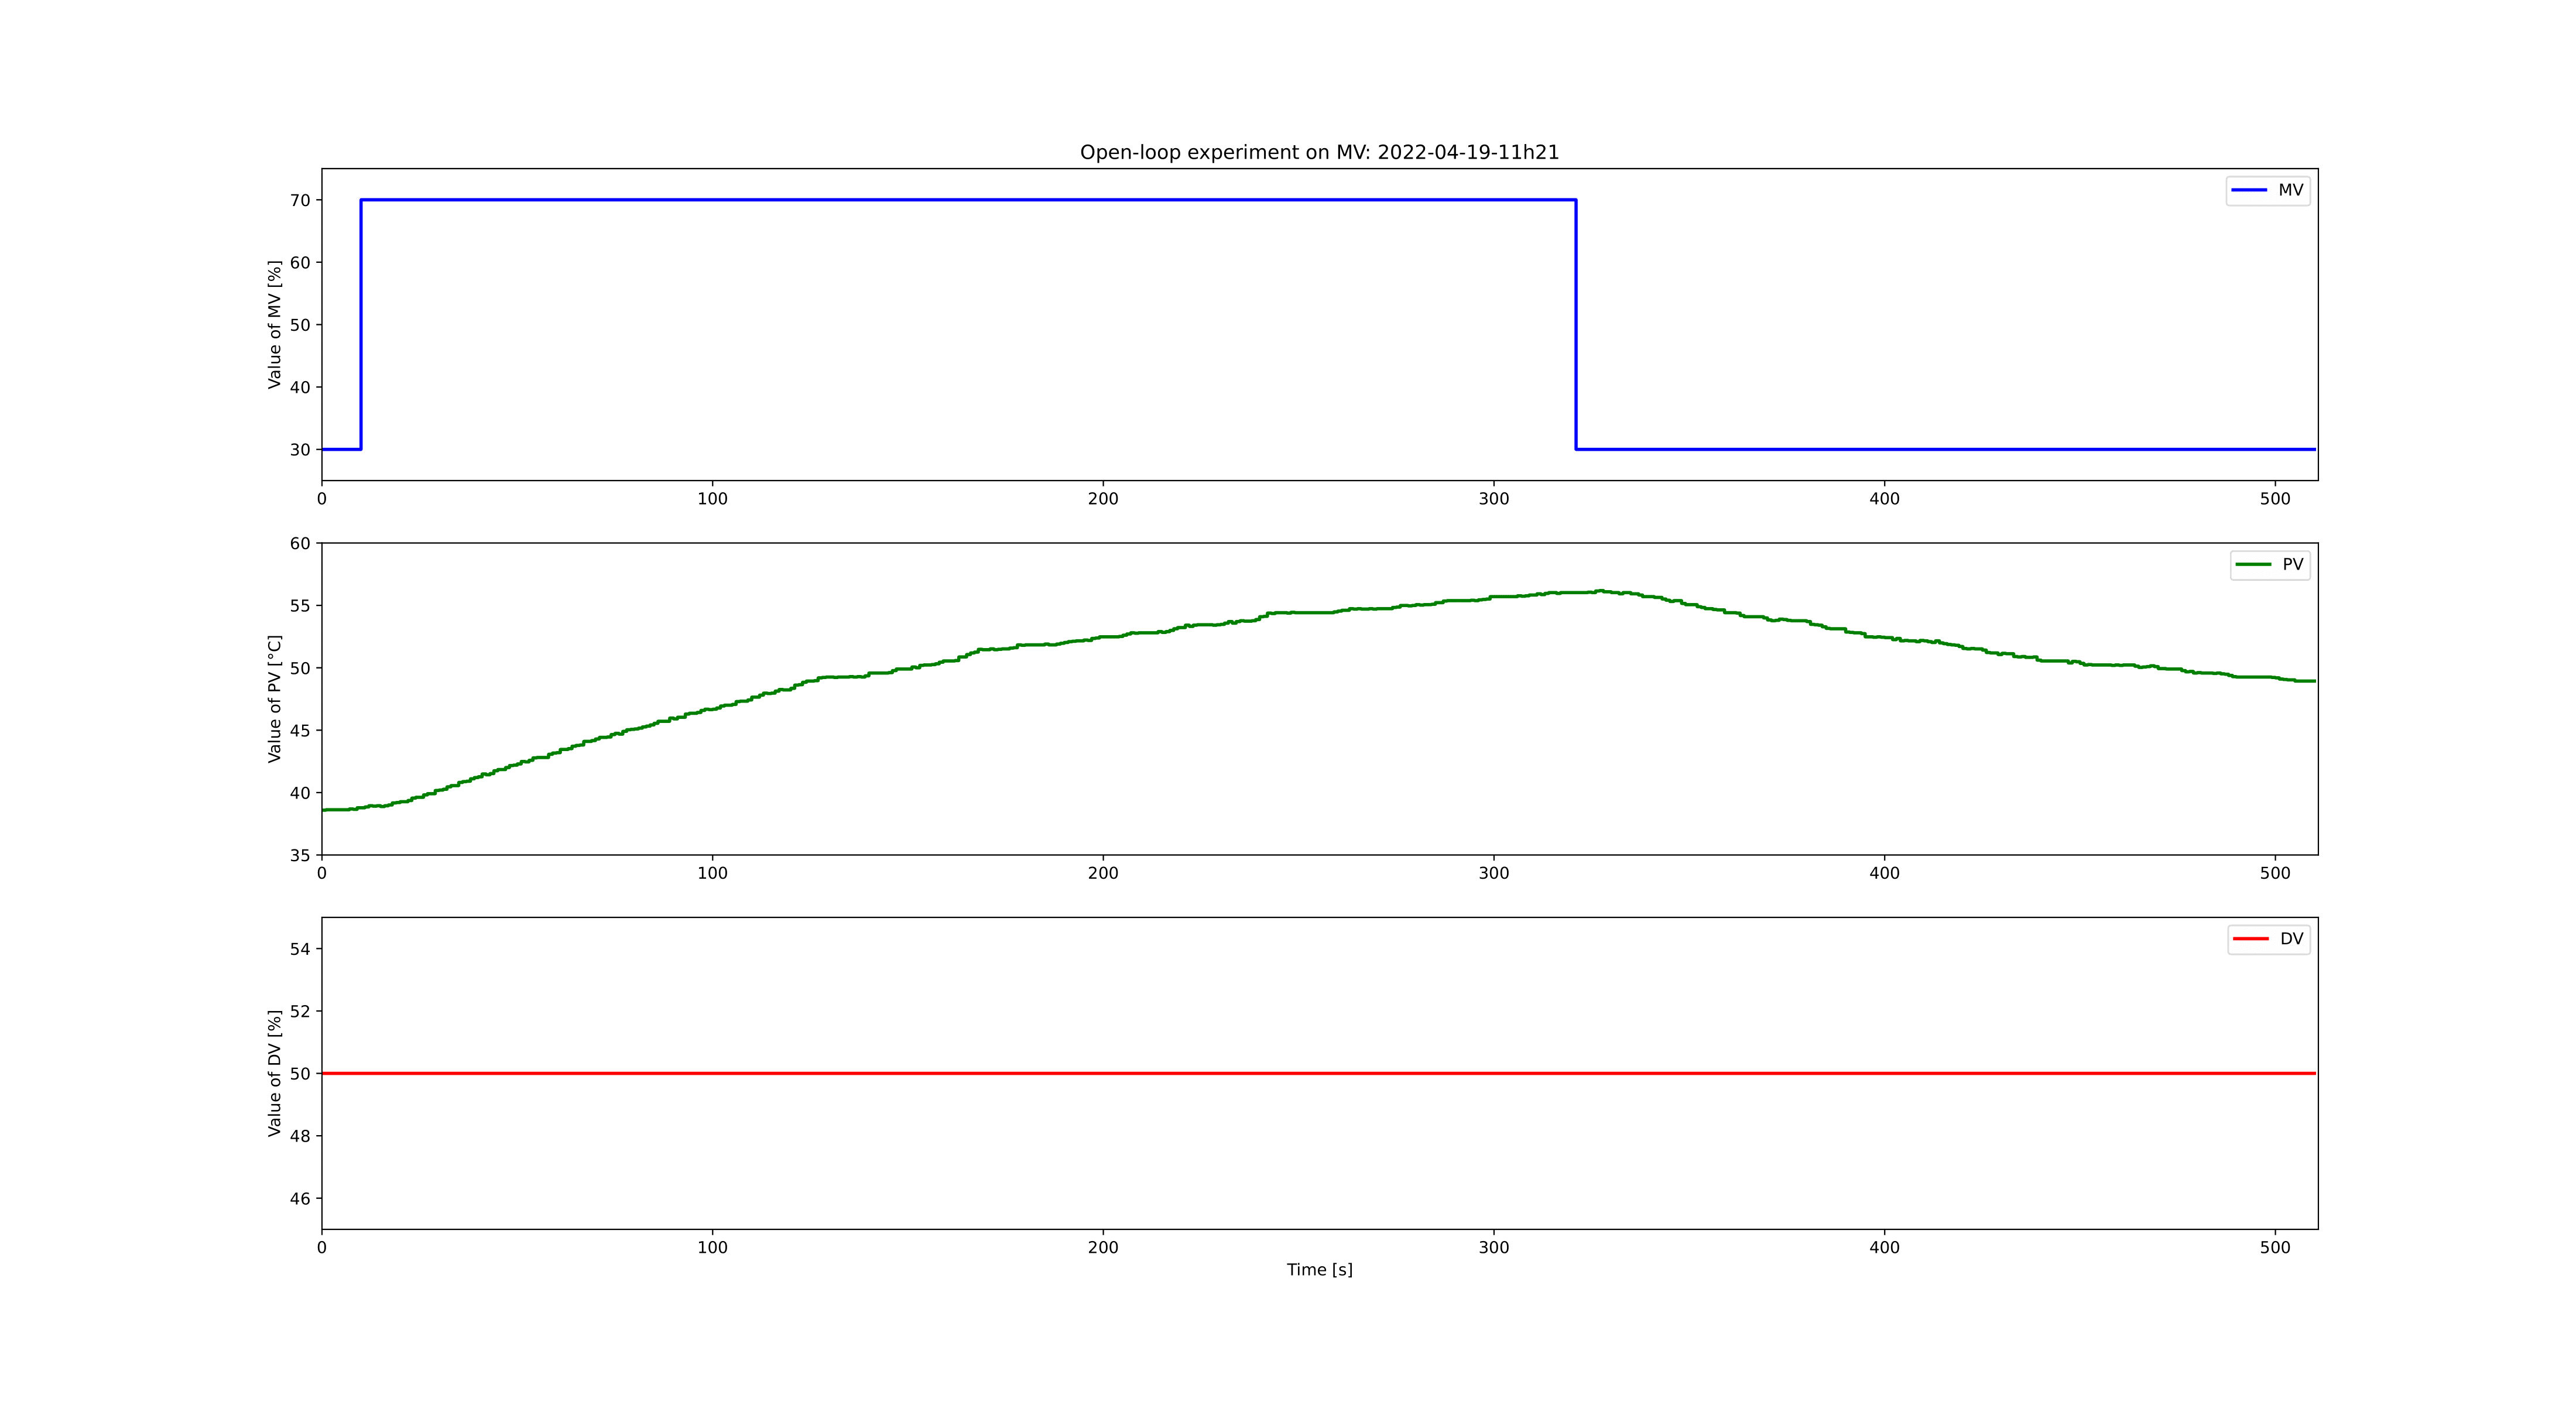 Open-loop experiment on MV: 2022-04-19-11h21
Value of MV [%]
70
60
50
40
30
MV
0 100 200 300 400 500
Value of PV [°C]
60
55
50
45
40
35
PV
0 100 200 300 400 500
Value of DV [%]
54
52
50
48
46
DV
0 100 200 300 400 500
Time [s]